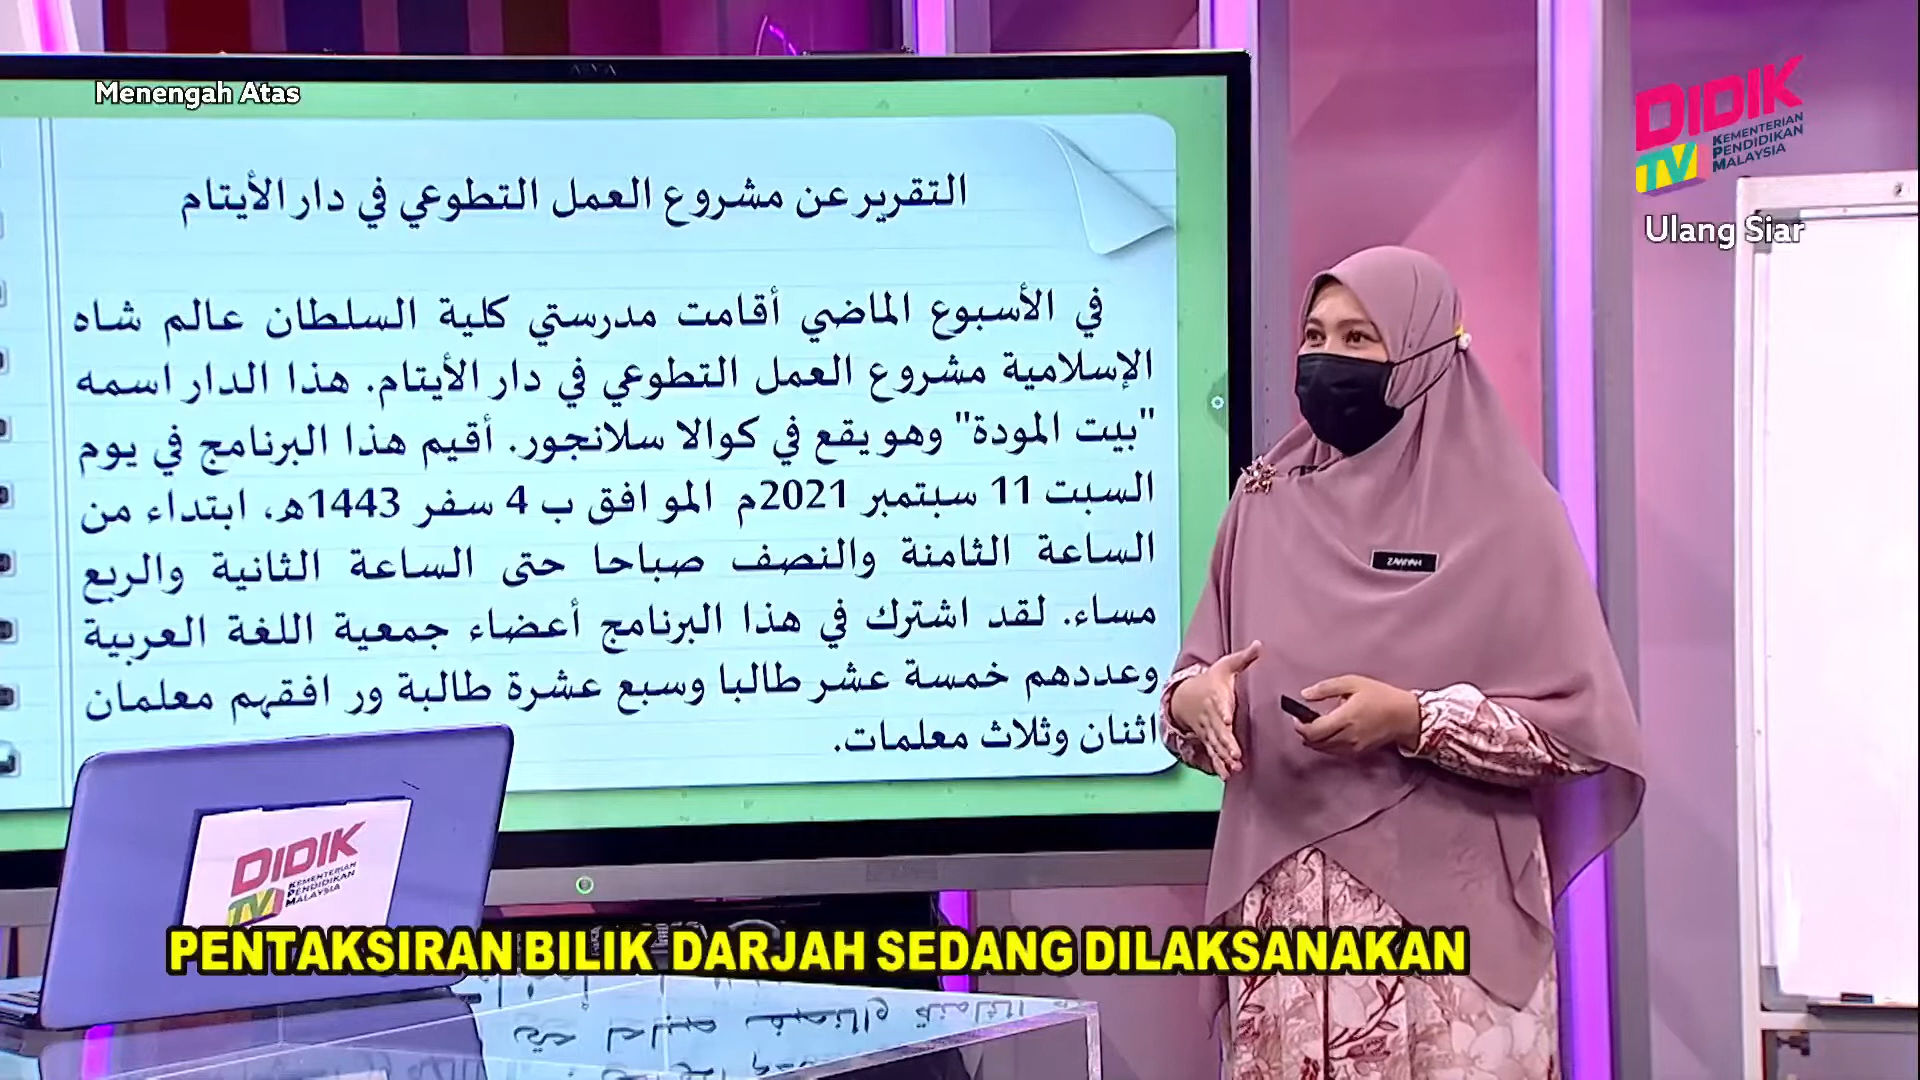 Menengah Atas
DIDIK
TV
KEMENTERIAN
PENDIDIKAN
MALAYSIA
Ulang Siar
التقرير عن مشروع العمل التطوعي في دار الأيتام
في الأسبوع الماضي أقامت مدرستي كلية السلطان عالم شاه
الإسلامية مشروع العمل التطوعي في دار الأيتام. هذا الدار اسمه
"بيت المودة" وهو يقع في كوالا سلانجور. أقيم هذا البرنامج في يوم
السبت 11 سبتمبر 2021م الموافق ب 4 سفر 1443هـ، ابتداء من
الساعة الثامنة والنصف صباحا حتى الساعة الثانية والربع
مساء. لقد اشترك في هذا البرنامج أعضاء جمعية اللغة العربية
وعددهم خمسة عشر طالبا وسبع عشرة طالبة ورافقهم معلمان
اثنان وثلاث معلمات.
ZAWIYAH
DIDIK
TV
KEMENTERIAN
PENDIDIKAN
MALAYSIA
PENTAKSIRAN BILIK DARJAH SEDANG DILAKSANAKAN